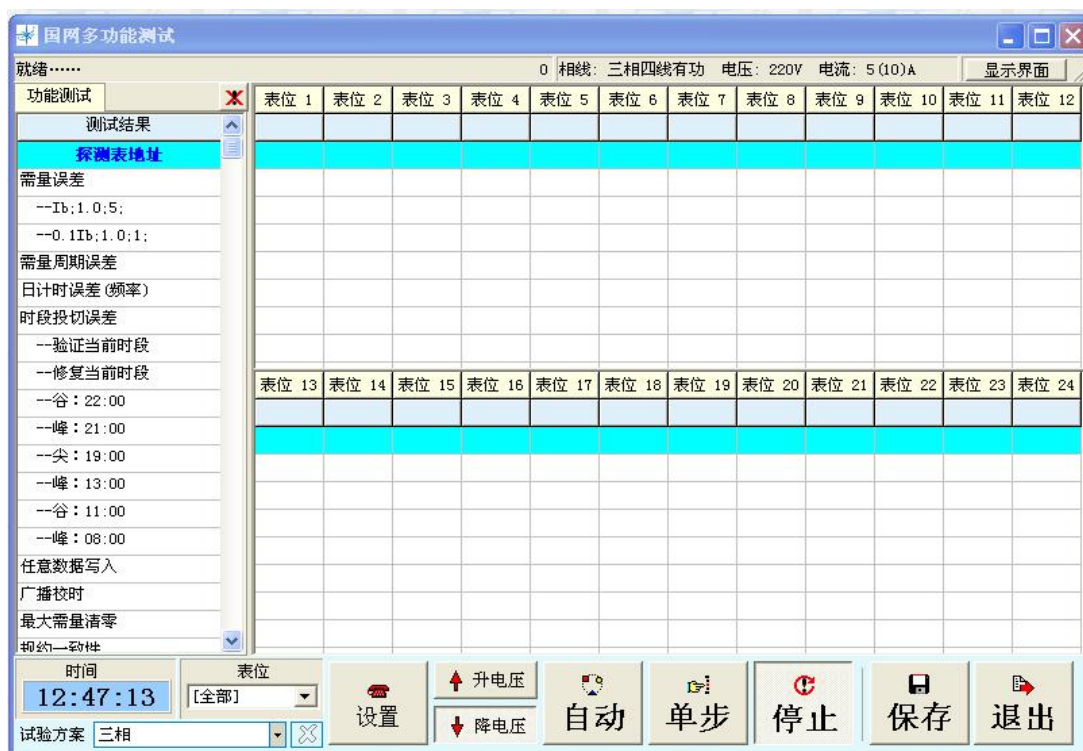 国网多功能测试
就绪…… 0 相线: 三相四线有功 电压: 220V 电流: 5(10)A 显示界面
功能测试
测试结果
探测表地址
需量误差
--Ib;1.0;5;
--0.1Ib;1.0;1;
需量周期误差
日计时误差(频率)
时段投切误差
--验证当前时段
--修复当前时段
--谷：22:00
--峰：21:00
--尖：19:00
--峰：13:00
--谷：11:00
--峰：08:00
任意数据写入
广播校时
最大需量清零
规约一致性
表位 1 表位 2 表位 3 表位 4 表位 5 表位 6 表位 7 表位 8 表位 9 表位 10 表位 11 表位 12
表位 13 表位 14 表位 15 表位 16 表位 17 表位 18 表位 19 表位 20 表位 21 表位 22 表位 23 表位 24
时间
12:47:13
表位
[全部]
试验方案 三相
设置
升电压
降电压
自动
单步
停止
保存
退出